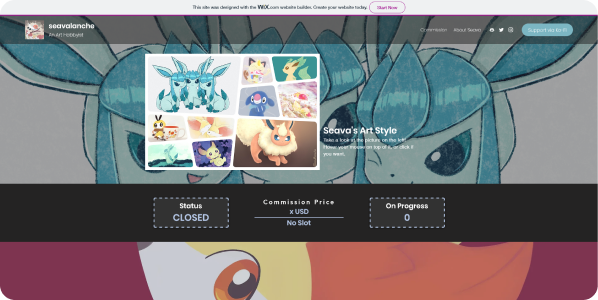 This site was designed with the WiX.com website builder. Create your website today. Start Now
seavalanche
An Art Hobbyist
Commission About Seava
Support via Ko-fi!
Seava's Art Style
Take a look at the picture on the left!
Hover your mouse on top of it, or click if
you want.
Status
CLOSED
Commission Price
x USD
No Slot
On Progress
0